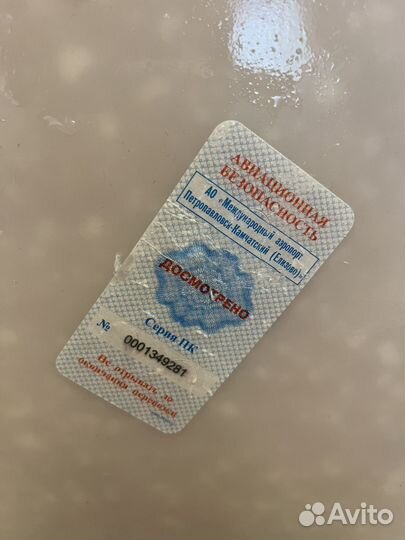 АВИАЦИОННАЯ
БЕЗОПАСНОСТЬ
АО «Международный аэропорт
Петропавловск-Камчатский (Елизово)»
ДОСМОТРЕНО
Серия ПК
№ 0001349281
Не отрывать до
окончания перевозки
Avito